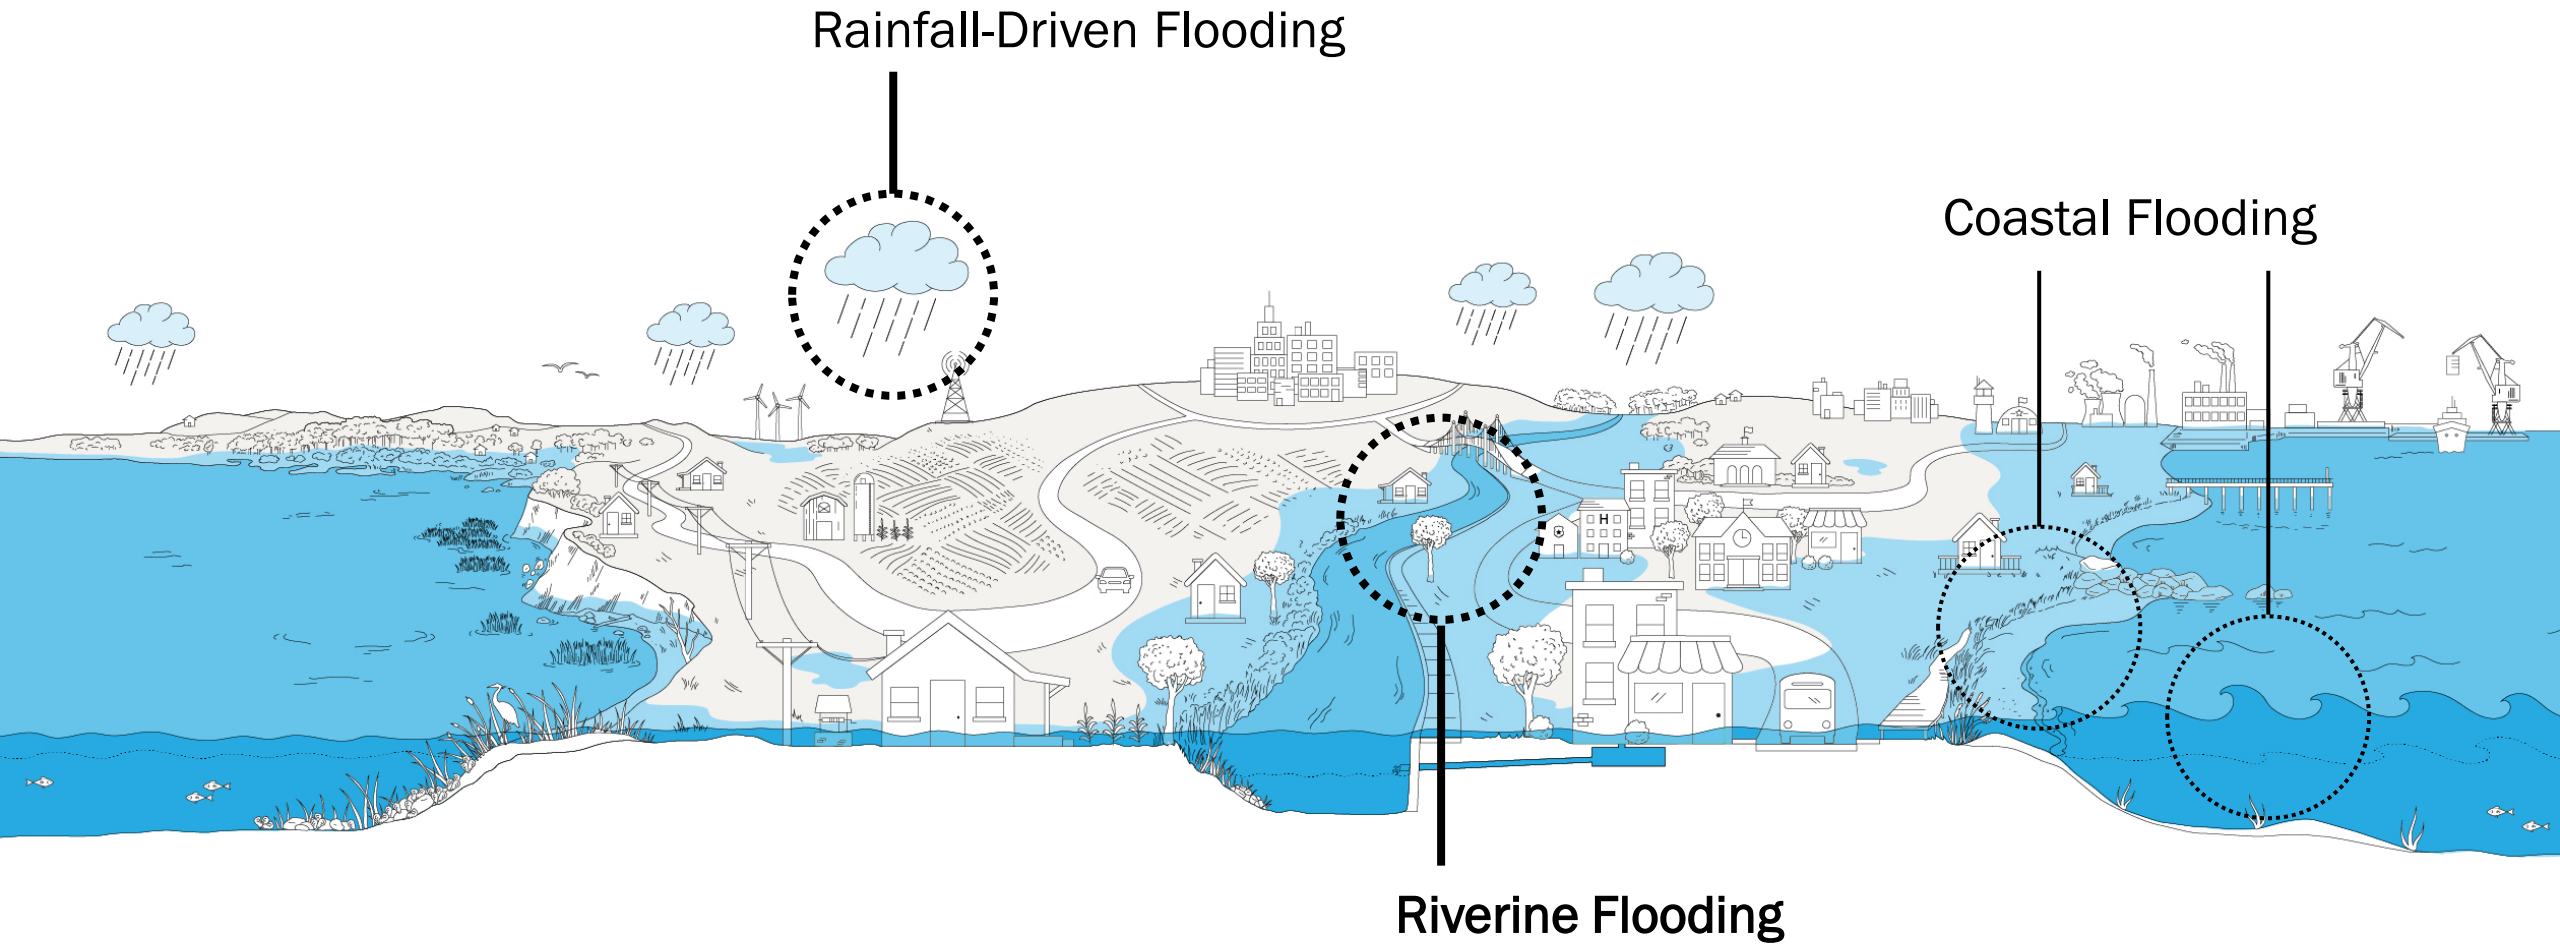 Rainfall-Driven Flooding
Coastal Flooding
H
Riverine Flooding